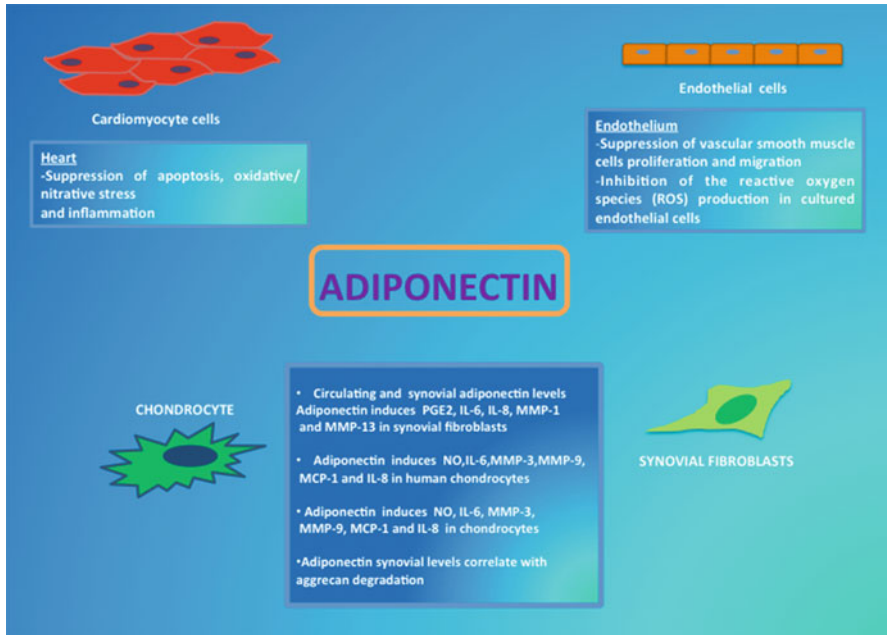 Cardiomyocyte cells
Heart
-Suppression of apoptosis, oxidative/
nitrative stress
and inflammation
Endothelial cells
Endothelium
-Suppression of vascular smooth muscle
cells proliferation and migration
-Inhibition of the reactive oxygen
species (ROS) production in cultured
endothelial cells
ADIPONECTIN
CHONDROCYTE
• Circulating and synovial adiponectin levels
Adiponectin induces PGE2, IL-6, IL-8, MMP-1
and MMP-13 in synovial fibroblasts
• Adiponectin induces NO,IL-6,MMP-3,MMP-9,
MCP-1 and IL-8 in human chondrocytes
• Adiponectin induces NO, IL-6, MMP-3,
MMP-9, MCP-1 and IL-8 in chondrocytes
•Adiponectin synovial levels correlate with
aggrecan degradation
SYNOVIAL FIBROBLASTS